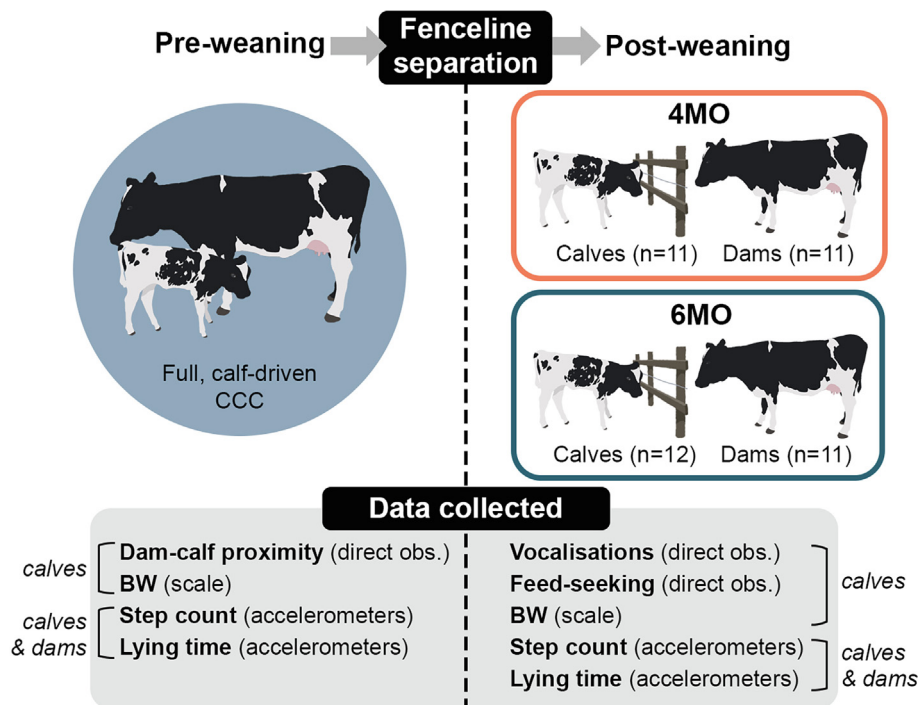 Pre-weaning
Fenceline
separation
Post-weaning
Full, calf-driven
CCC
4MO
Calves (n=11)
Dams (n=11)
6MO
Calves (n=12)
Dams (n=11)
Data collected
calves
Dam-calf proximity (direct obs.)
BW (scale)
calves
& dams
Step count (accelerometers)
Lying time (accelerometers)
Vocalisations (direct obs.)
Feed-seeking (direct obs.)
BW (scale)
calves
Step count (accelerometers)
Lying time (accelerometers)
calves
& dams